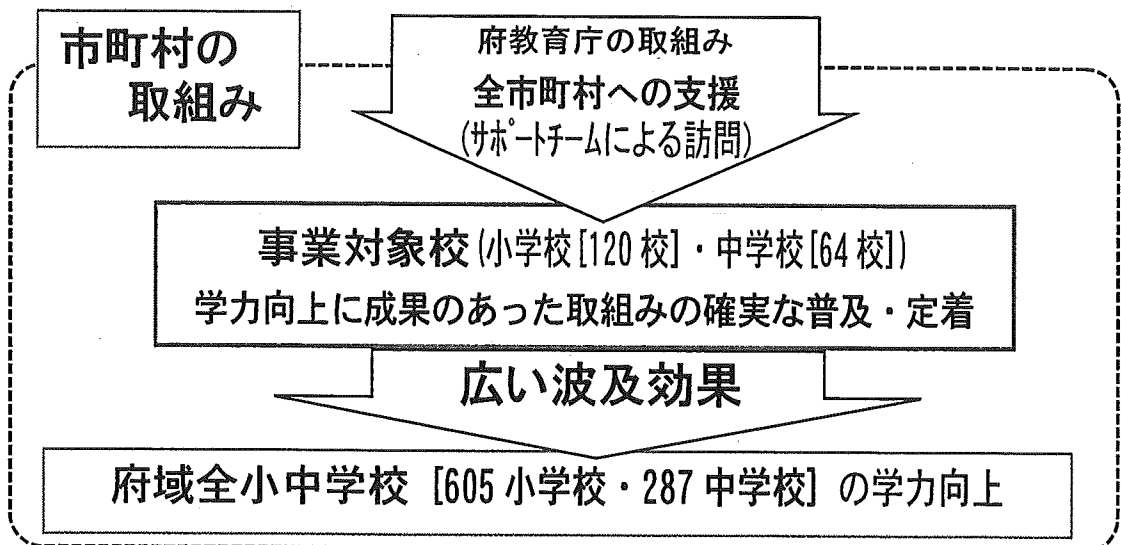 市町村の
取組み
府教育庁の取組み
全市町村への支援
(サポートチームによる訪問)
事業対象校(小学校[120校]・中学校[64校])
学力向上に成果のあった取組みの確実な普及・定着
広い波及効果
府域全小中学校 [605小学校・287中学校] の学力向上